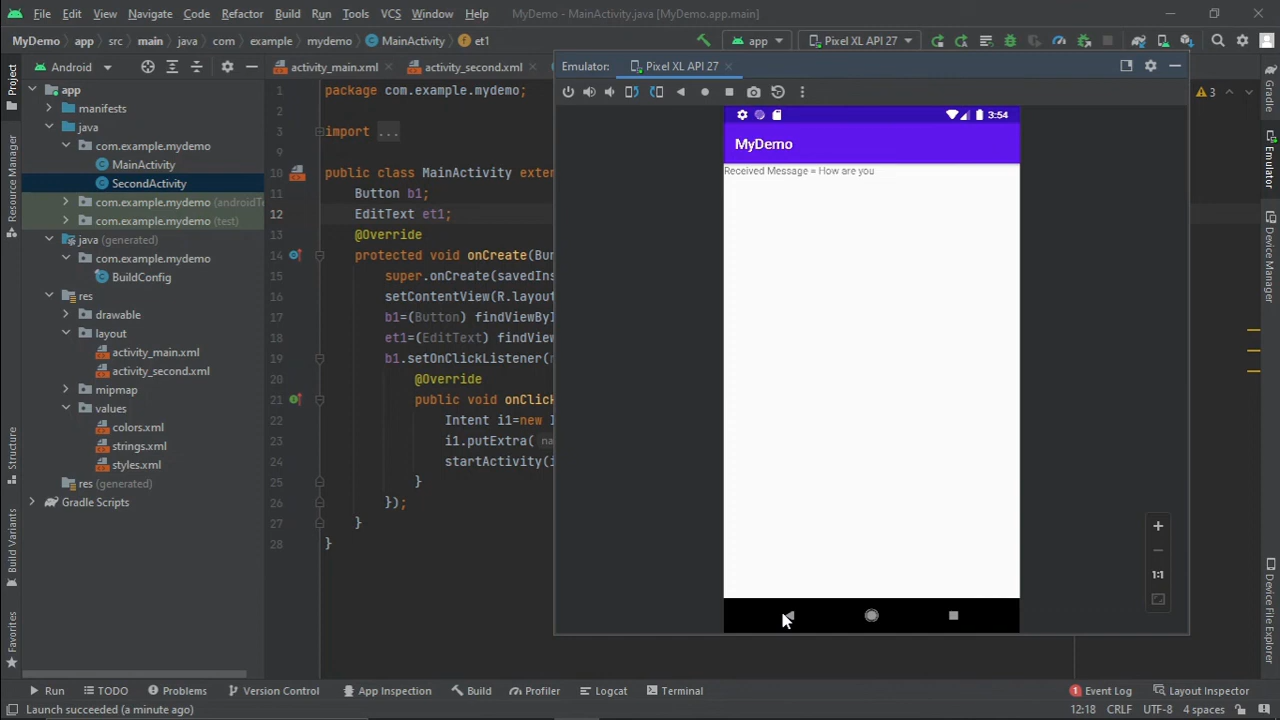 File Edit View Navigate Code Refactor Build Run Tools VCS Window Help MyDemo - MainActivity.java [MyDemo.app.main]
MyDemo app src main java com example mydemo MainActivity et1 app Pixel XL API 27
Project
Android
activity_main.xml activity_second.xml
Emulator: Pixel XL API 27
Gradle
3
app
manifests
java
com.example.mydemo
MainActivity
SecondActivity
com.example.mydemo (androidTe
com.example.mydemo (test)
java (generated)
com.example.mydemo
BuildConfig
res
drawable
layout
activity_main.xml
activity_second.xml
mipmap
values
colors.xml
strings.xml
styles.xml
res (generated)
Gradle Scripts
Resource Manager
Structure
Build Variants
Favorites
1 package com.example.mydemo;
2
3 import ...
9
10 public class MainActivity exten
11 Button b1;
12 EditText et1;
13 @Override
14 protected void onCreate(Bun
15 super.onCreate(savedIns
16 setContentView(R.layout
17 b1=(Button) findViewByI
18 et1=(EditText) findView
19 b1.setOnClickListener(n
20 @Override
21 public void onClick
22 Intent i1=new I
23 i1.putExtra( na
24 startActivity(i
25 }
26 });
27 }
28 }
3:54
MyDemo
Received Message = How are you
1:1
Emulator
Device Manager
Device File Explorer
Run TODO Problems Version Control App Inspection Build Profiler Logcat Terminal 1 Event Log Layout Inspector
Launch succeeded (a minute ago) 12:18 CRLF UTF-8 4 spaces